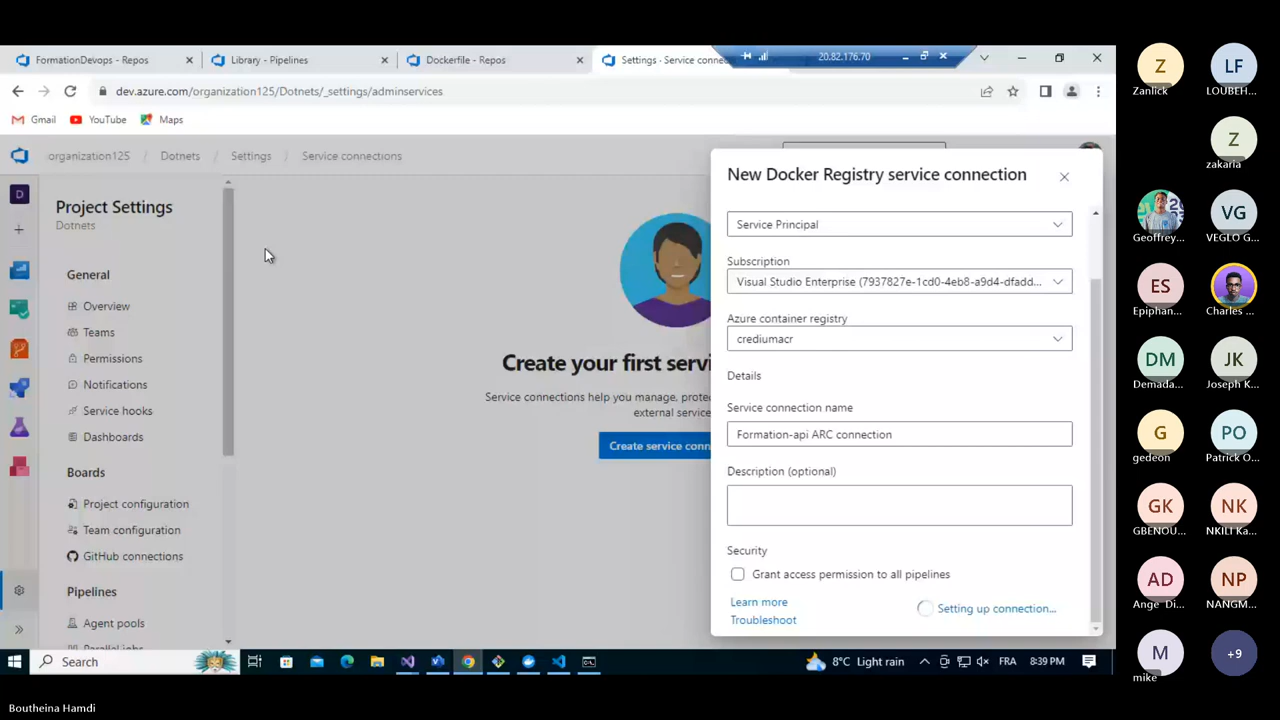 FormationDevops - Repos
Library - Pipelines
Dockerfile - Repos
Settings · Service connec
20.82.176.70
dev.azure.com/organization125/Dotnets/_settings/adminservices
Gmail
YouTube
Maps
organization125 / Dotnets / Settings / Service connections
D
Project Settings
Dotnets
General
Overview
Teams
Permissions
Notifications
Service hooks
Dashboards
Boards
Project configuration
Team configuration
GitHub connections
Pipelines
Agent pools
Parallel jobs
Create your first servi
Service connections help you manage, prote
external service
Create service conn
New Docker Registry service connection
Service Principal
Subscription
Visual Studio Enterprise (7937827e-1cd0-4eb8-a9d4-dfadd...
Azure container registry
crediumacr
Details
Service connection name
Formation-api ARC connection
Description (optional)
Security
Grant access permission to all pipelines
Learn more
Troubleshoot
Setting up connection...
Search
8°C Light rain
FRA
8:39 PM
Boutheina Hamdi
Z
Zanlick
LF
LOUBEH...
Z
zakaria
Geoffrey...
VG
VEGLO G...
ES
Epiphan...
Charles ...
DM
Demada...
JK
Joseph K...
G
gedeon
PO
Patrick O...
GK
GBENOU...
NK
NKILI Ka...
AD
Ange Di...
NP
NANGM...
M
mike
+9